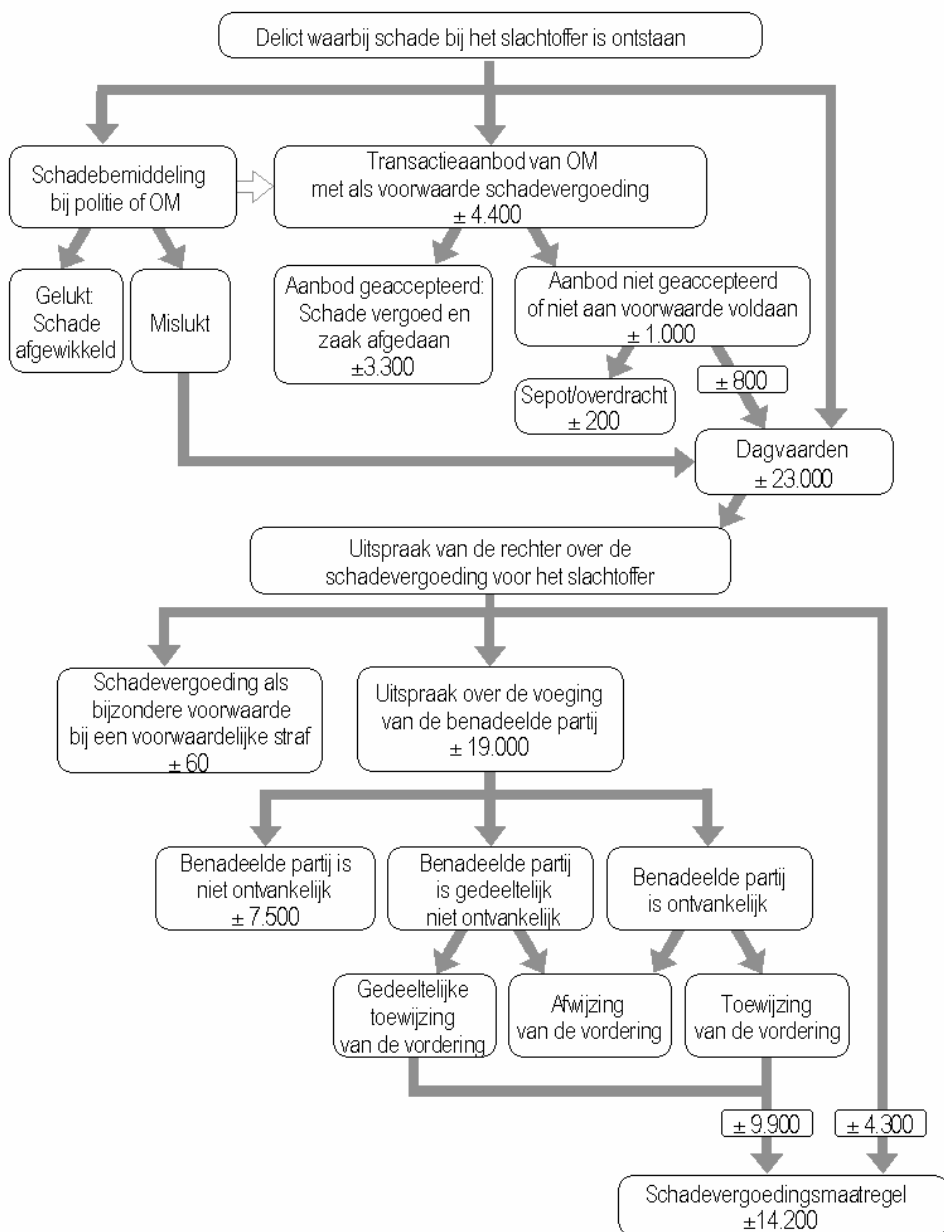 Delict waarbij schade bij het slachtoffer is ontstaan
Schadebemiddeling
bij politie of OM
Transactieaanbod van OM
met als voorwaarde schadevergoeding
± 4.400
Gelukt:
Schade
afgewikkeld
Mislukt
Aanbod geaccepteerd:
Schade vergoed en
zaak afgedaan
±3.300
Aanbod niet geaccepteerd
of niet aan voorwaarde voldaan
± 1.000
Sepot/overdracht
± 200
± 800
Dagvaarden
± 23.000
Uitspraak van de rechter over de
schadevergoeding voor het slachtoffer
Schadevergoeding als
bijzondere voorwaarde
bij een voorwaardelijke straf
± 60
Uitspraak over de voeging
van de benadeelde partij
± 19.000
Benadeelde partij is
niet ontvankelijk
± 7.500
Benadeelde partij
is gedeeltelijk
niet ontvankelijk
Benadeelde partij
is ontvankelijk
Gedeeltelijke
toewijzing
van de vordering
Afwijzing
van de vordering
Toewijzing
van de vordering
± 9.900
± 4.300
Schadevergoedingsmaatregel
±14.200